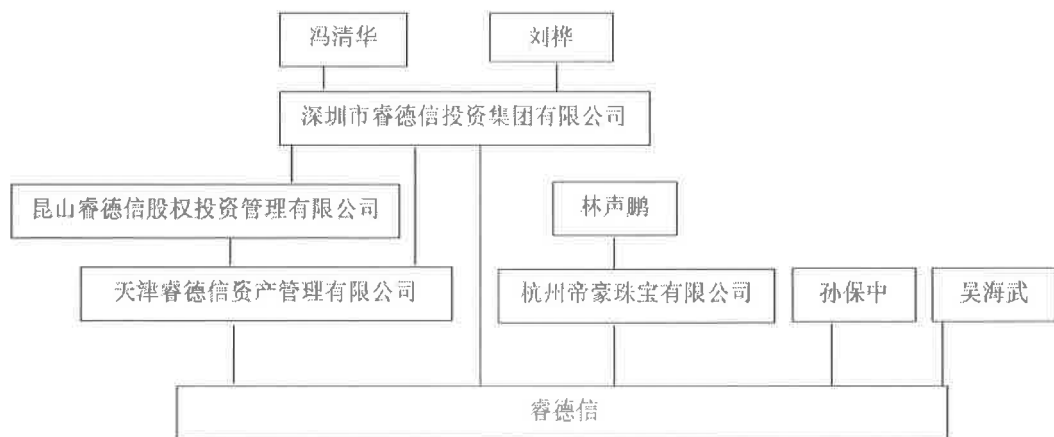 冯清华
刘桦
深圳市睿德信投资集团有限公司
昆山睿德信股权投资管理有限公司
林声鹏
天津睿德信资产管理有限公司
杭州帝豪珠宝有限公司
孙保中
吴海武
睿德信